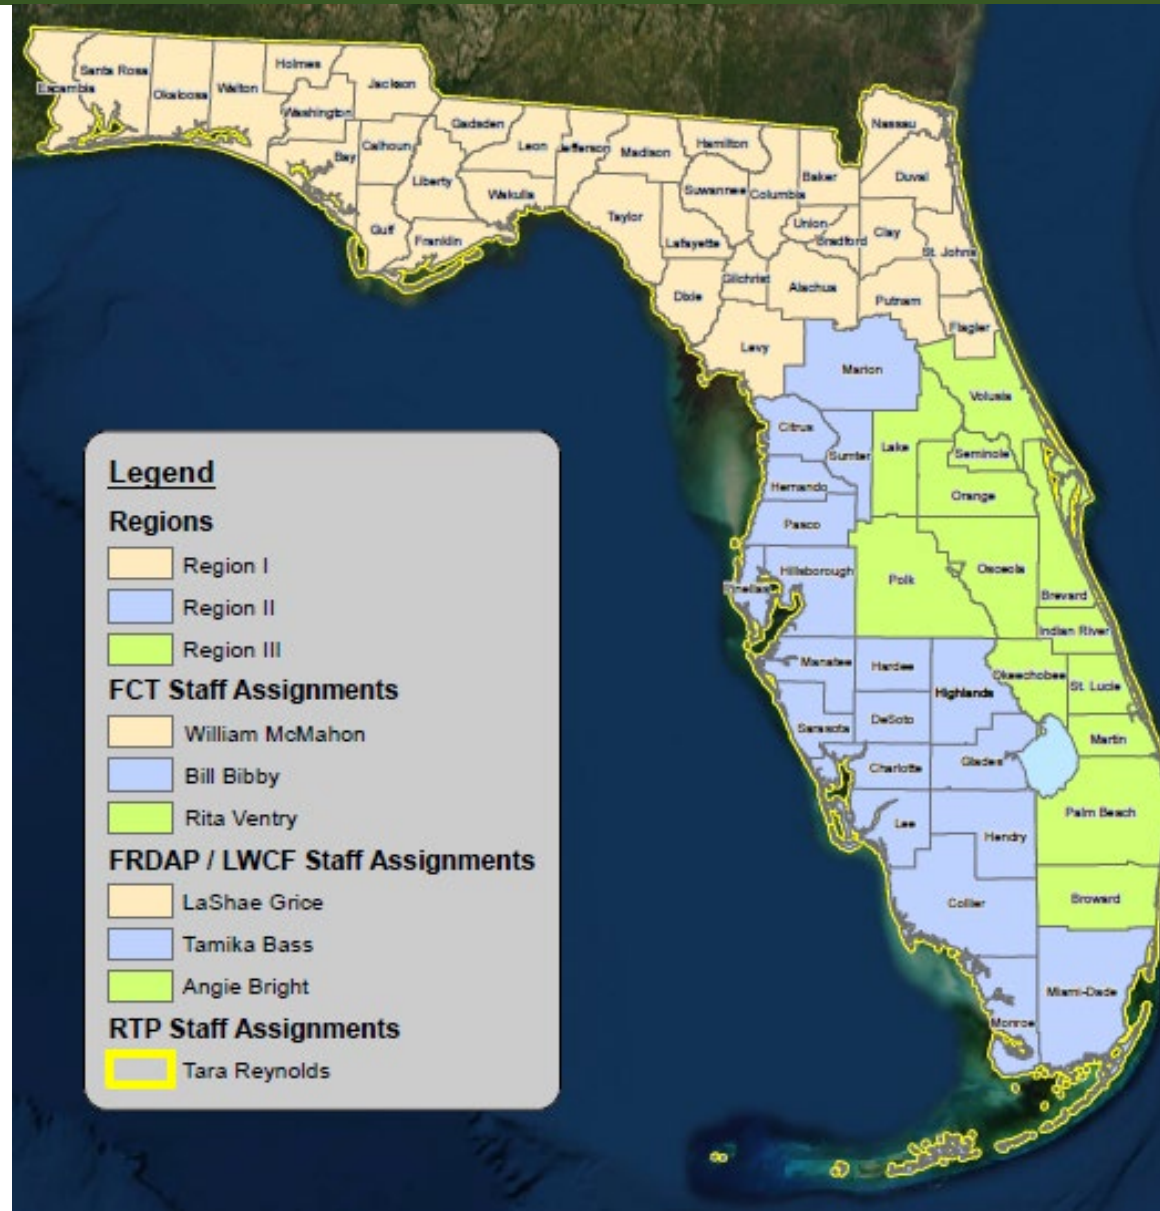 Holmes
Santa Rosa
Jackson
Escambia
Okaloosa
Walton
Washington
Nassau
Gadsden
Hamilton
Calhoun
Leon
Jefferson
Madison
Bay
Baker
Duval
Liberty
Suwannee
Columbia
Wakulla
Taylor
Union
Gulf
Clay
Franklin
Lafayette
Bradford
St. Johns
Gilchrist
Alachua
Dixie
Putnam
Flagler
Levy
Marion
Volusia
Citrus
Lake
Sumter
Seminole
Hernando
Orange
Pasco
Hillsborough
Osceola
Polk
Pinellas
Brevard
Indian River
Manatee
Hardee
Okeechobee
St. Lucie
Highlands
DeSoto
Sarasota
Martin
Glades
Charlotte
Palm Beach
Lee
Hendry
Broward
Collier
Miami-Dade
Monroe
Legend
Regions
Region I
Region II
Region III
FCT Staff Assignments
William McMahon
Bill Bibby
Rita Ventry
FRDAP / LWCF Staff Assignments
LaShae Grice
Tamika Bass
Angie Bright
RTP Staff Assignments
Tara Reynolds